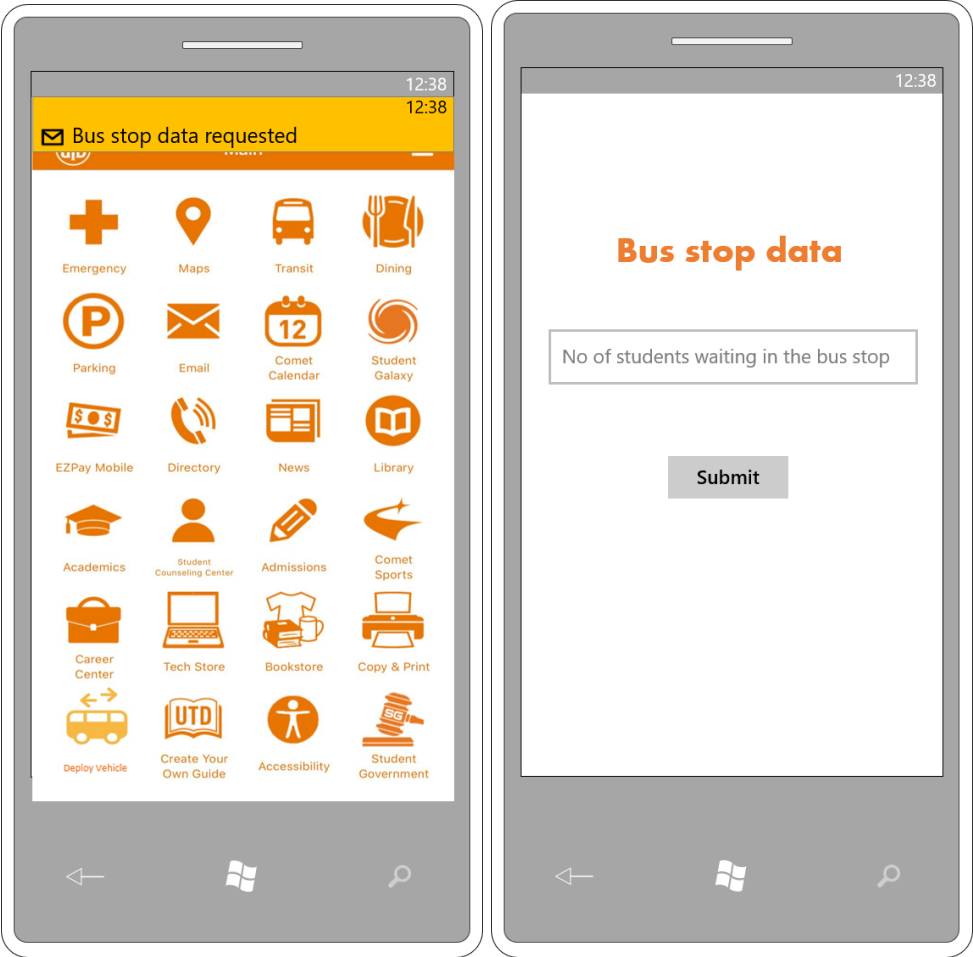 12:38
12:38
Bus stop data requested
UTD
Main
Emergency
Maps
Transit
Dining
P
12
Parking
Email
Comet
Calendar
Student
Galaxy
$ $
EZPay Mobile
Directory
News
Library
Academics
Student
Counseling Center
Admissions
Comet
Sports
Career
Center
Tech Store
Bookstore
Copy & Print
UTD
SG
Deploy Vehicle
Create Your
Own Guide
Accessibility
Student
Government
12:38
Bus stop data
No of students waiting in the bus stop
Submit